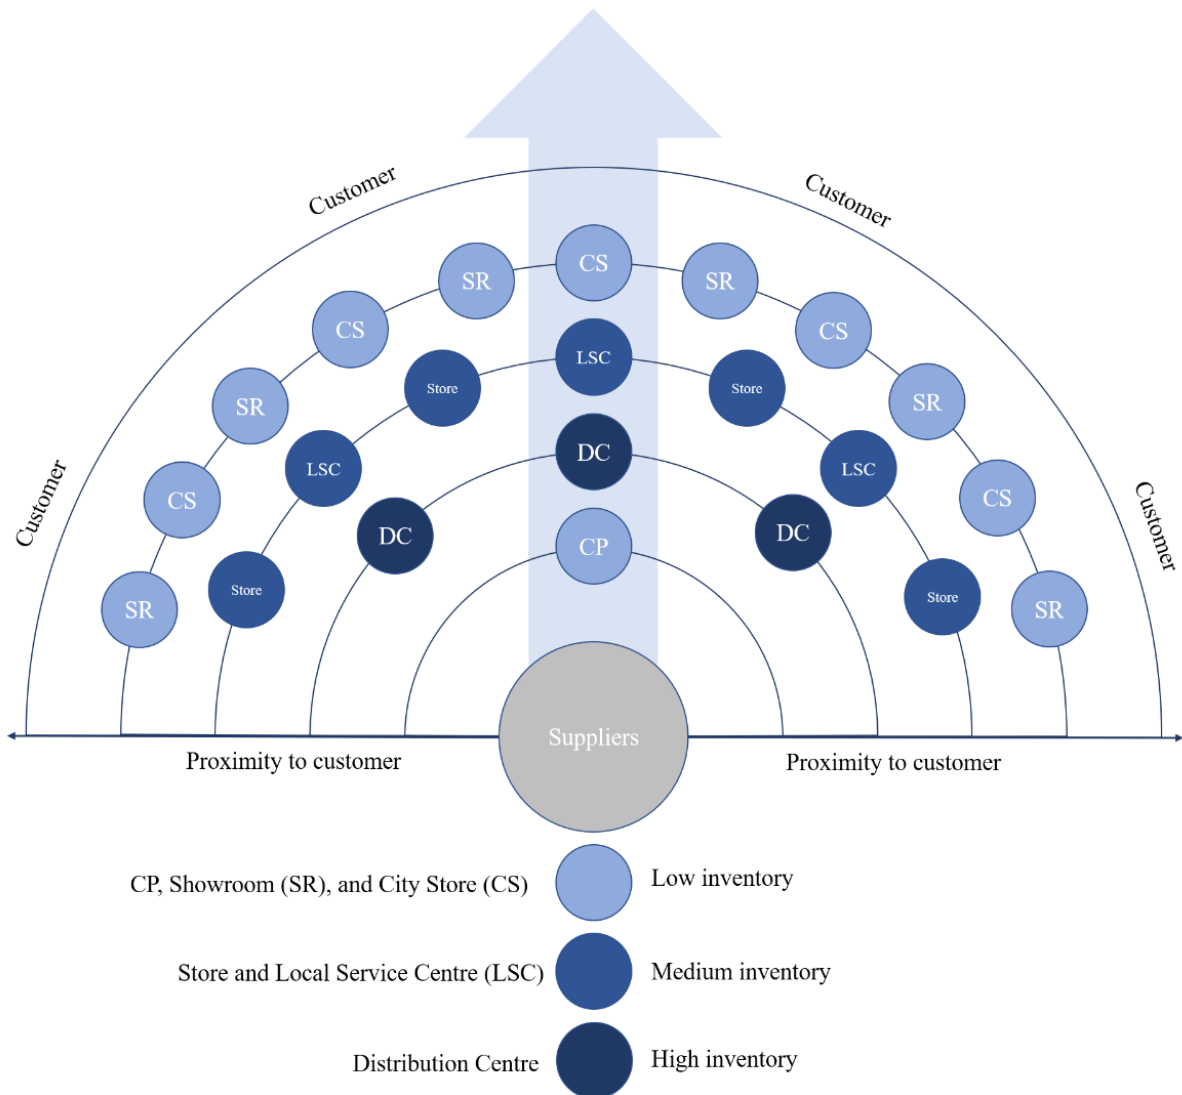 Customer
Customer
CS
SR
SR
CS
CS
LSC
Store
Store
SR
SR
DC
LSC
LSC
Customer
Customer
CS
CS
DC
DC
CP
Store
Store
SR
SR
Suppliers
Proximity to customer
Proximity to customer
CP, Showroom (SR), and City Store (CS)
Low inventory
Store and Local Service Centre (LSC)
Medium inventory
Distribution Centre
High inventory